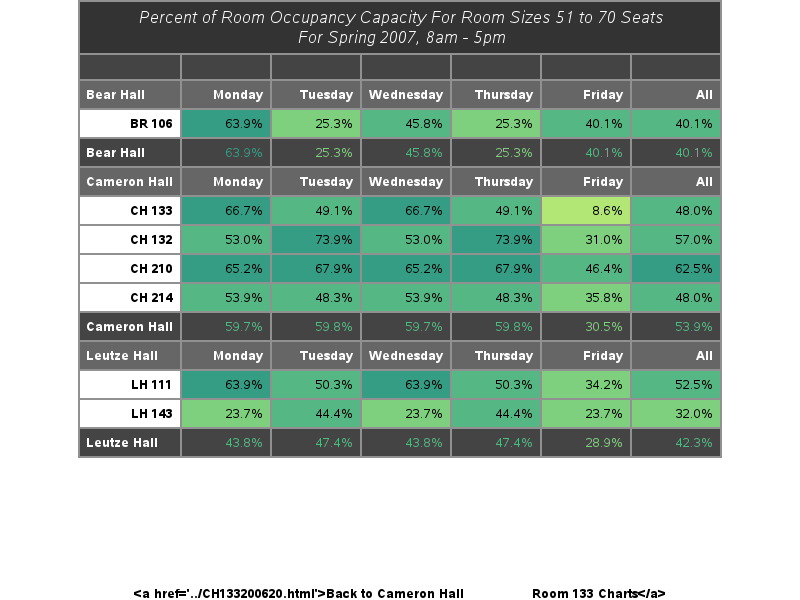 Percent of Room Occupancy Capacity For Room Sizes 51 to 70 Seats
For Spring 2007, 8am - 5pm
Bear Hall Monday Tuesday Wednesday Thursday Friday All
BR 106 63.9% 25.3% 45.8% 25.3% 40.1% 40.1%
Bear Hall 63.9% 25.3% 45.8% 25.3% 40.1% 40.1%
Cameron Hall Monday Tuesday Wednesday Thursday Friday All
CH 133 66.7% 49.1% 66.7% 49.1% 8.6% 48.0%
CH 132 53.0% 73.9% 53.0% 73.9% 31.0% 57.0%
CH 210 65.2% 67.9% 65.2% 67.9% 46.4% 62.5%
CH 214 53.9% 48.3% 53.9% 48.3% 35.8% 48.0%
Cameron Hall 59.7% 59.8% 59.7% 59.8% 30.5% 53.9%
Leutze Hall Monday Tuesday Wednesday Thursday Friday All
LH 111 63.9% 50.3% 63.9% 50.3% 34.2% 52.5%
LH 143 23.7% 44.4% 23.7% 44.4% 23.7% 32.0%
Leutze Hall 43.8% 47.4% 43.8% 47.4% 28.9% 42.3%
<a href='../CH133200620.html'>Back to Cameron Hall Room 133 Charts</a>